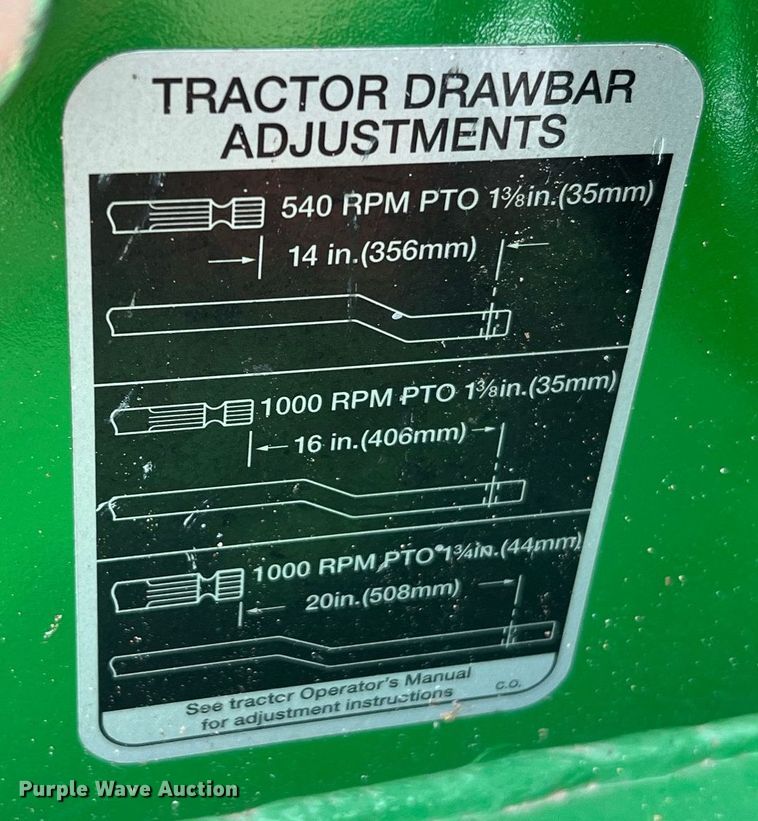 TRACTOR DRAWBAR
ADJUSTMENTS
540 RPM PTO 1⅜in.(35mm)
14 in.(356mm)
1000 RPM PTO 1⅜in.(35mm)
16 in.(406mm)
1000 RPM PTO 1¾in.(44mm)
20in.(508mm)
See tractor Operator's Manual
for adjustment instructions
C.O.
Purple Wave Auction